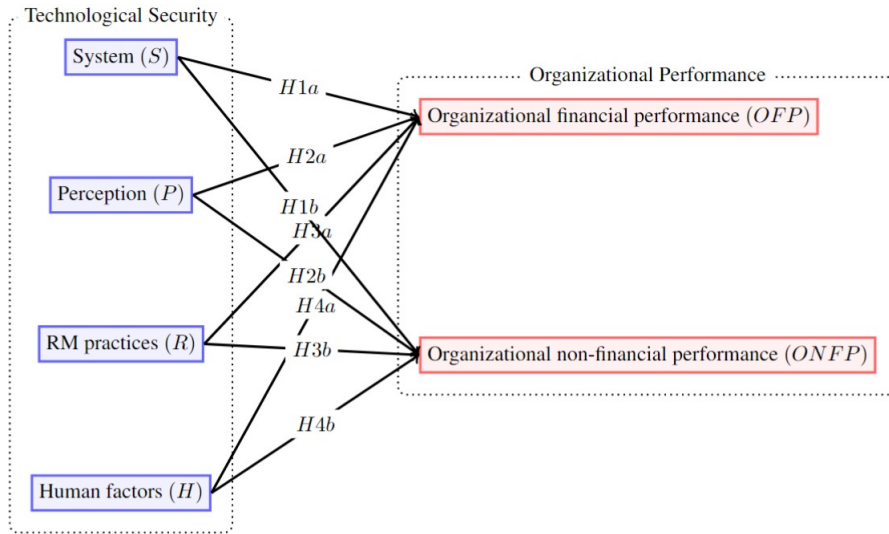 Technological Security
System (S)
H1a
Organizational Performance
Organizational financial performance (OFP)
H2a
Perception (P)
H1b
H3a
H2b
H4a
RM practices (R)
H3b
Organizational non-financial performance (ONFP)
H4b
Human factors (H)